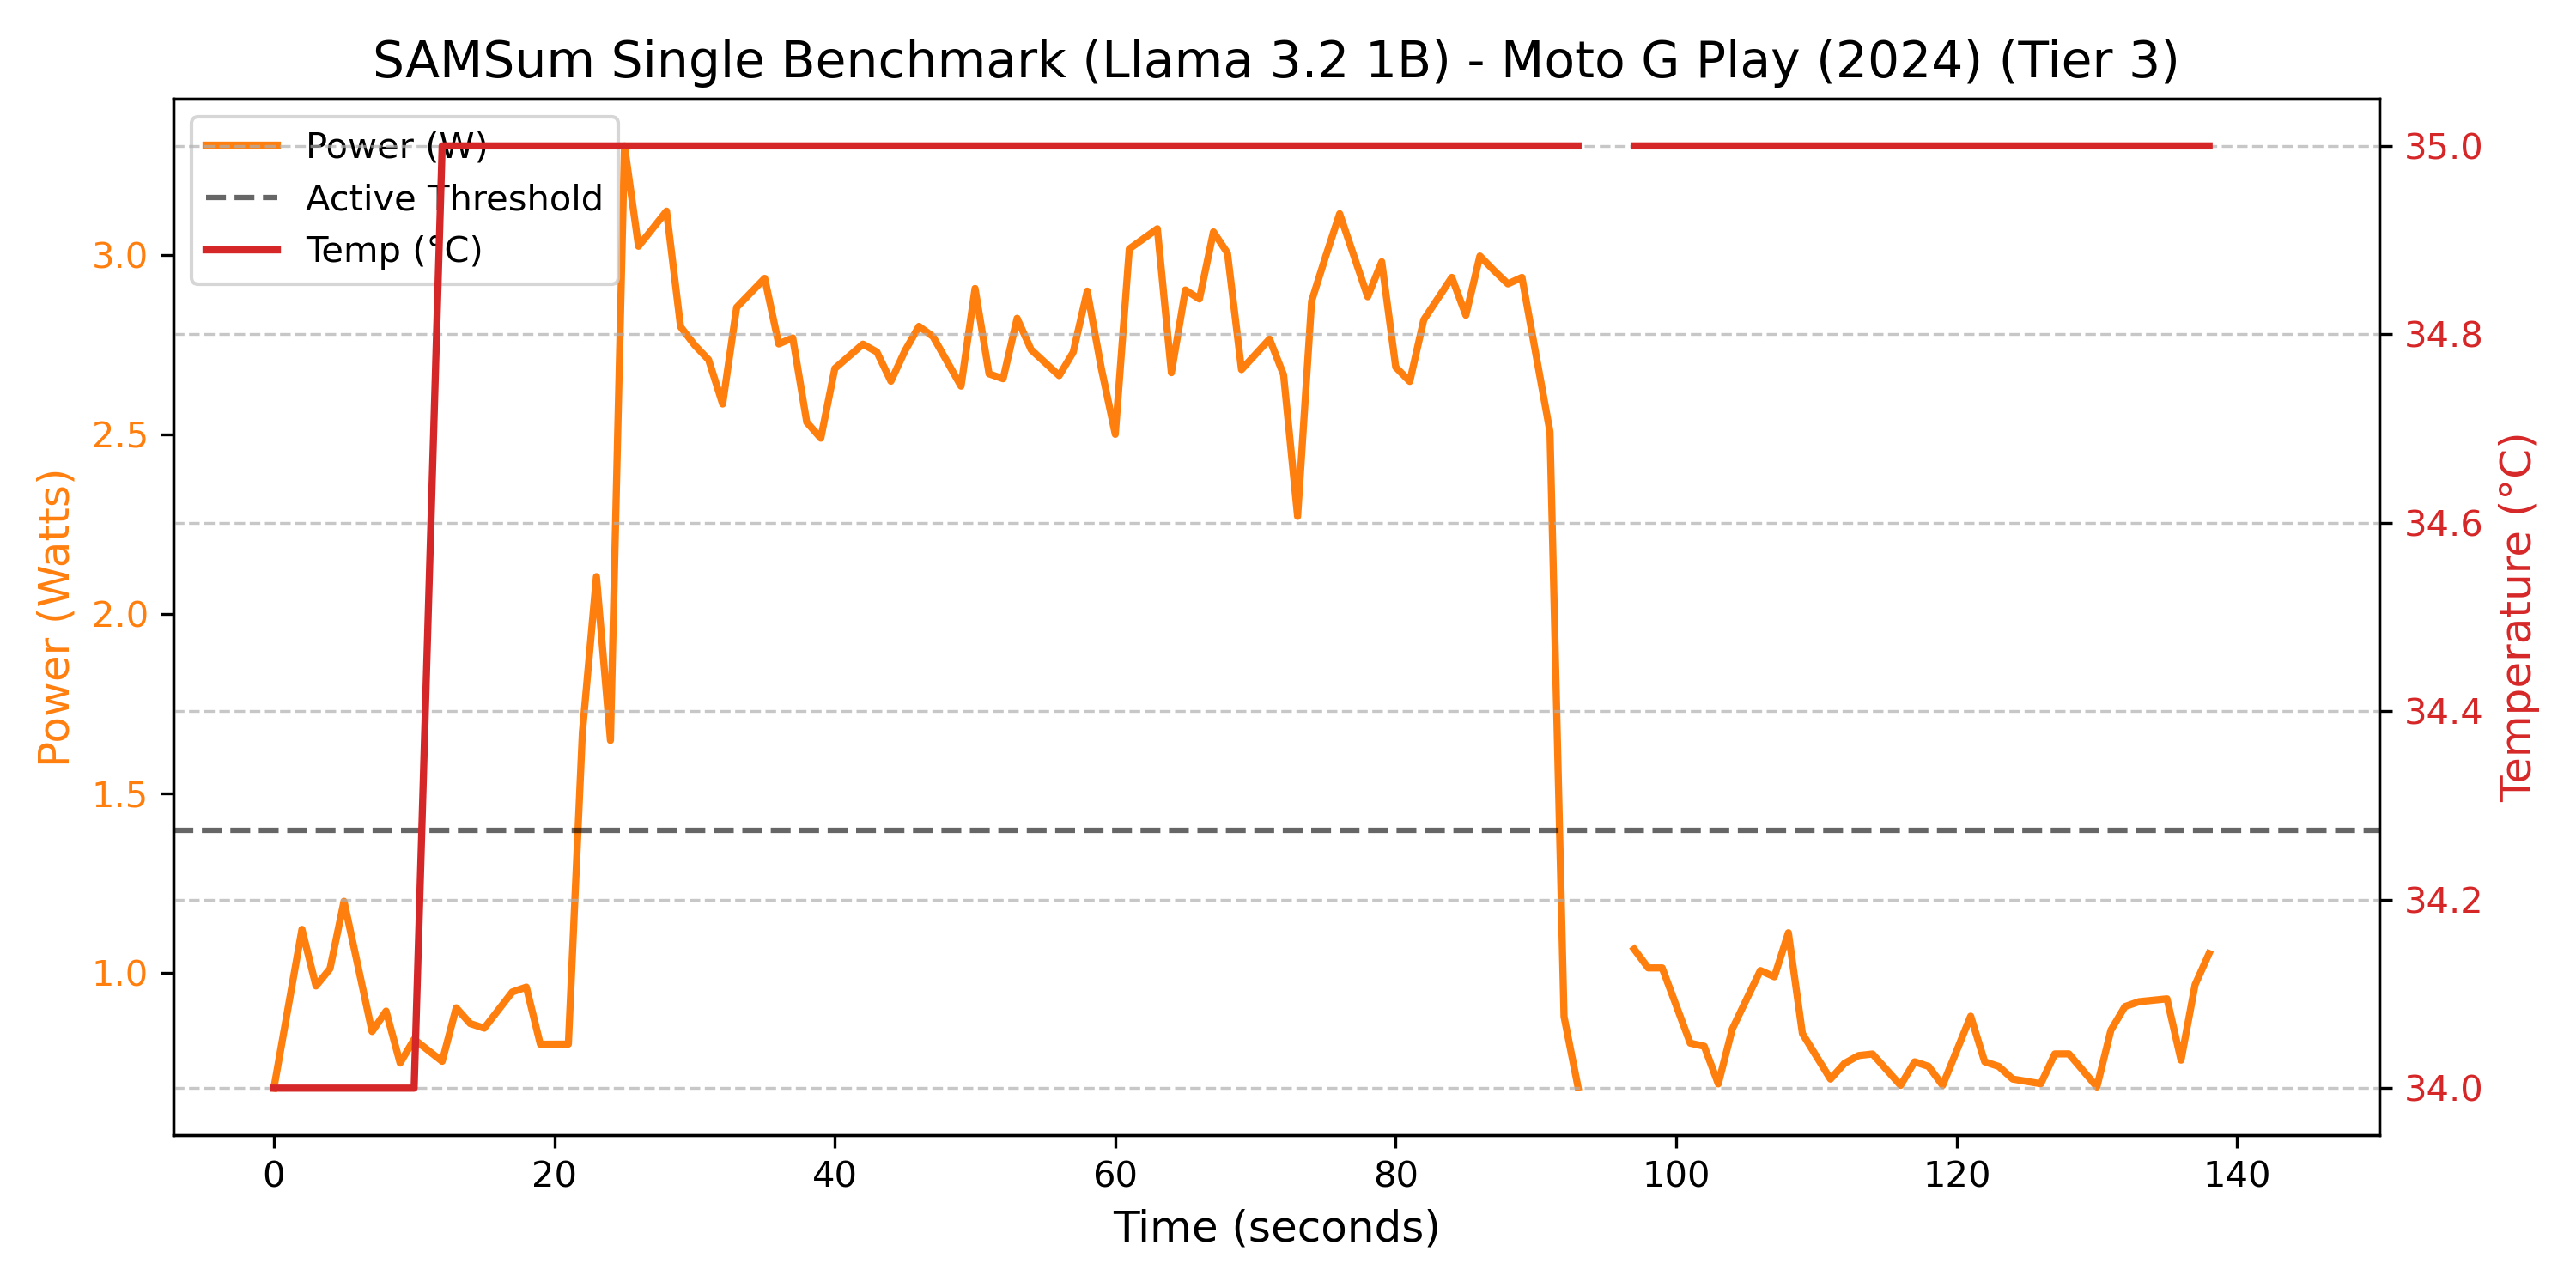 SAMSum Single Benchmark (Llama 3.2 1B) - Moto G Play (2024) (Tier 3)
Power (W)
Active Threshold
Temp (°C)
Power (Watts)
3.0
2.5
2.0
1.5
1.0
35.0
34.8
34.6
34.4
34.2
34.0
Temperature (°C)
0 20 40 60 80 100 120 140
Time (seconds)